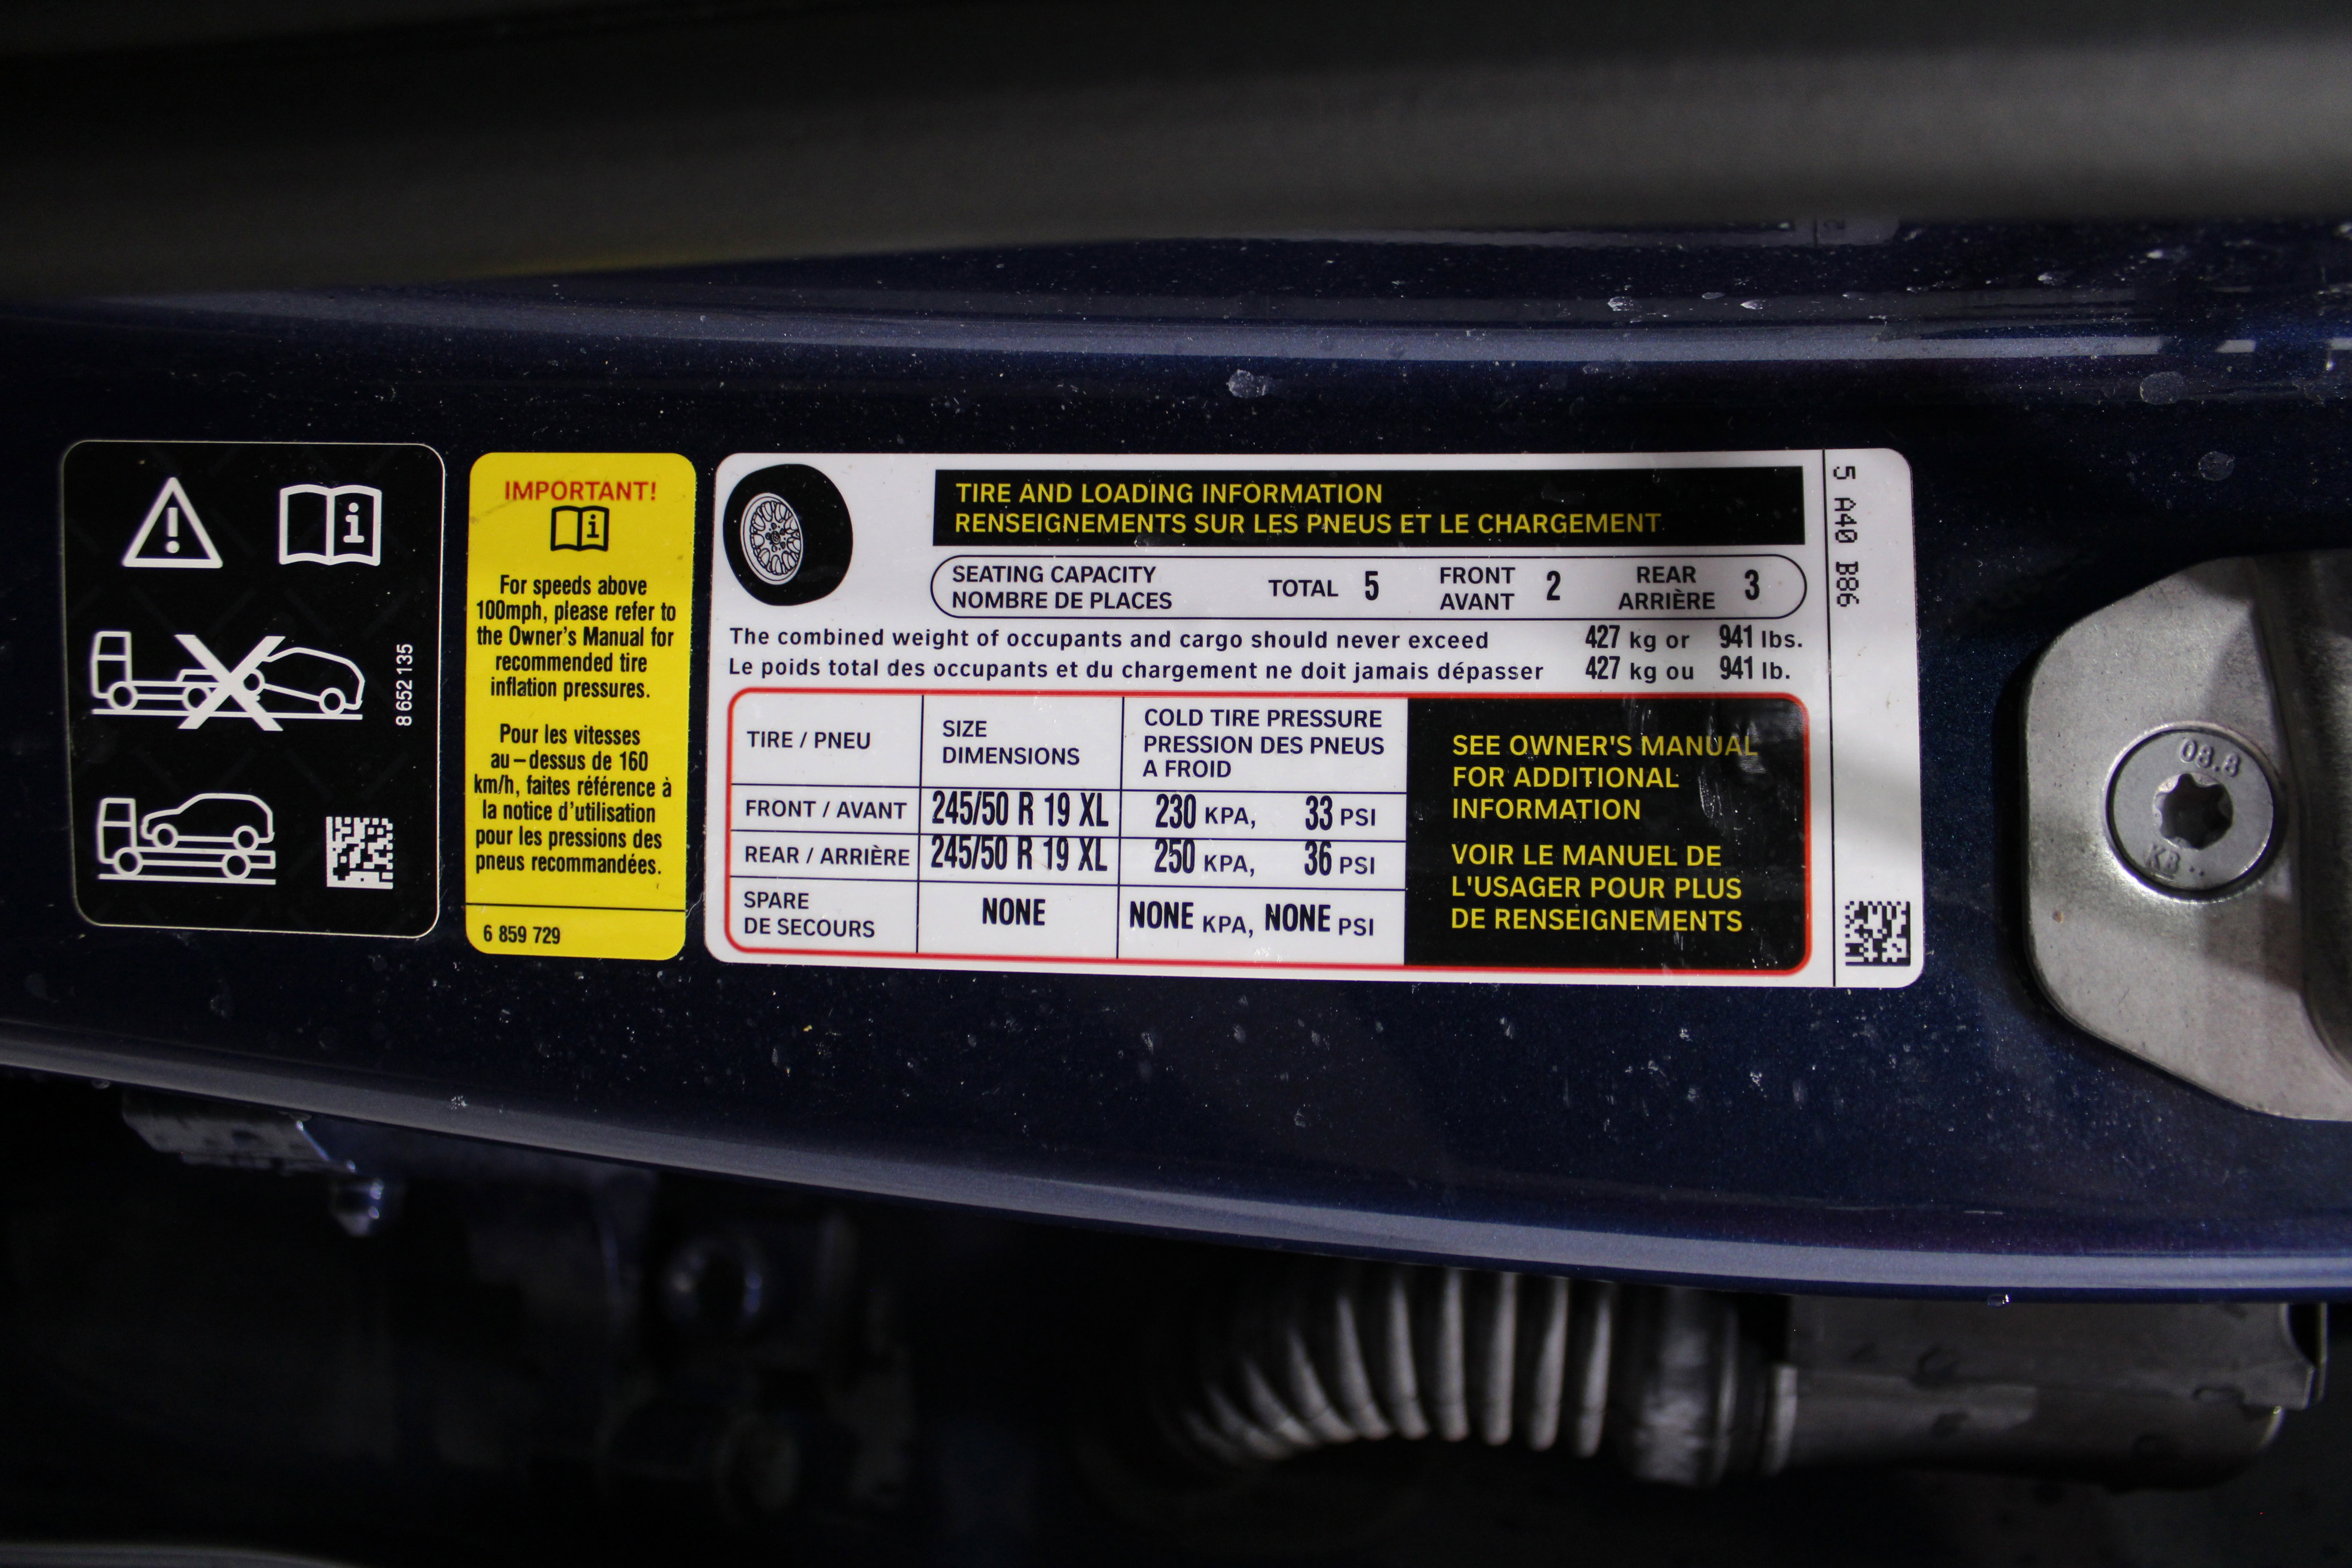 8 652 135
IMPORTANT!
For speeds above
100mph, please refer to
the Owner's Manual for
recommended tire
inflation pressures.
Pour les vitesses
au – dessus de 160
km/h, faites référence à
la notice d'utilisation
pour les pressions des
pneus recommandées.
6 859 729
TIRE AND LOADING INFORMATION
RENSEIGNEMENTS SUR LES PNEUS ET LE CHARGEMENT
SEATING CAPACITY
NOMBRE DE PLACES
TOTAL 5
FRONT
AVANT
2
REAR
ARRIÈRE
3
The combined weight of occupants and cargo should never exceed 427 kg or 941 lbs.
Le poids total des occupants et du chargement ne doit jamais dépasser 427 kg ou 941 lb.
TIRE / PNEU
SIZE
DIMENSIONS
COLD TIRE PRESSURE
PRESSION DES PNEUS
A FROID
FRONT / AVANT 245/50 R 19 XL 230 KPA, 33 PSI
REAR / ARRIÈRE 245/50 R 19 XL 250 KPA, 36 PSI
SPARE
DE SECOURS
NONE NONE KPA, NONE PSI
SEE OWNER'S MANUAL
FOR ADDITIONAL
INFORMATION
VOIR LE MANUEL DE
L'USAGER POUR PLUS
DE RENSEIGNEMENTS
5 A40 B86
08.8